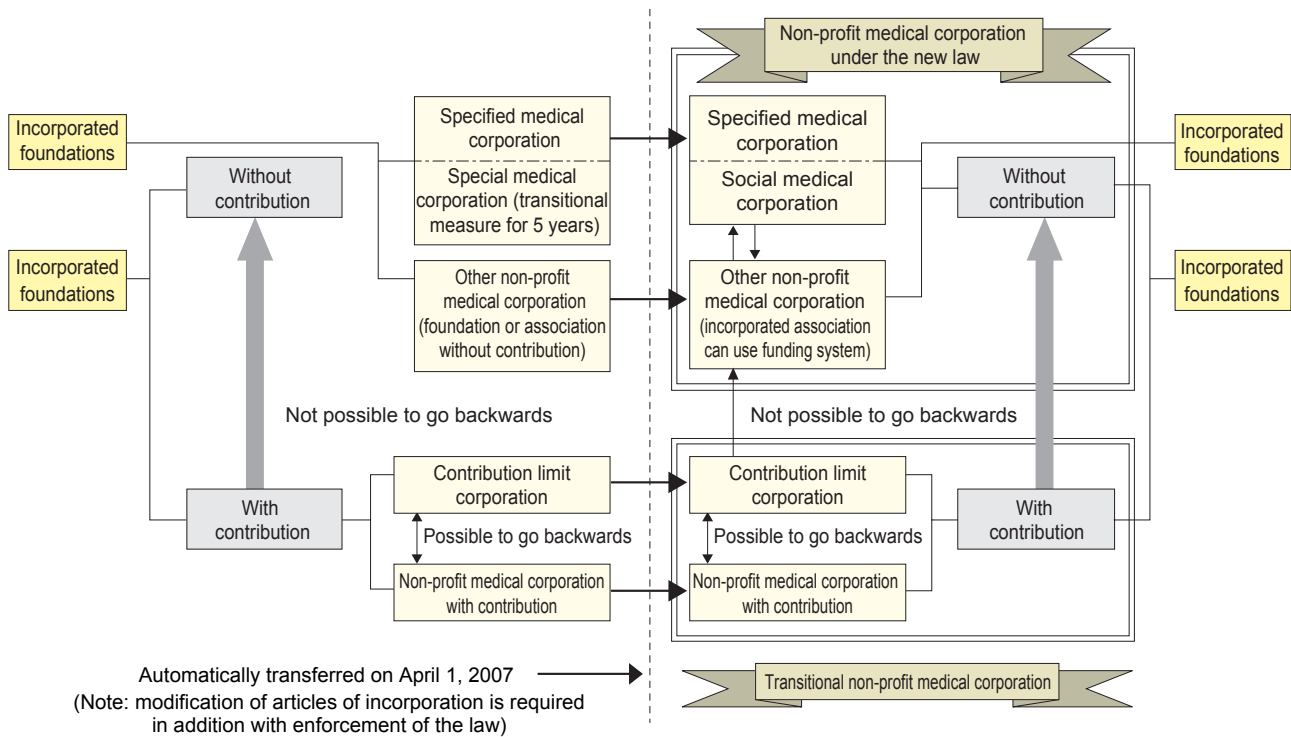 Non-profit medical corporation
under the new law
Incorporated
foundations
Incorporated
foundations
Without
contribution
With
contribution
Specified medical
corporation
Special medical
corporation (transitional
measure for 5 years)
Other non-profit
medical corporation
(foundation or association
without contribution)
Not possible to go backwards
Contribution limit
corporation
Possible to go backwards
Non-profit medical corporation
with contribution
Specified medical
corporation
Social medical
corporation
Other non-profit
medical corporation
(incorporated association
can use funding system)
Not possible to go backwards
Contribution limit
corporation
Possible to go backwards
Non-profit medical corporation
with contribution
Without
contribution
With
contribution
Incorporated
foundations
Incorporated
foundations
Automatically transferred on April 1, 2007
(Note: modification of articles of incorporation is required
in addition with enforcement of the law)
Transitional non-profit medical corporation